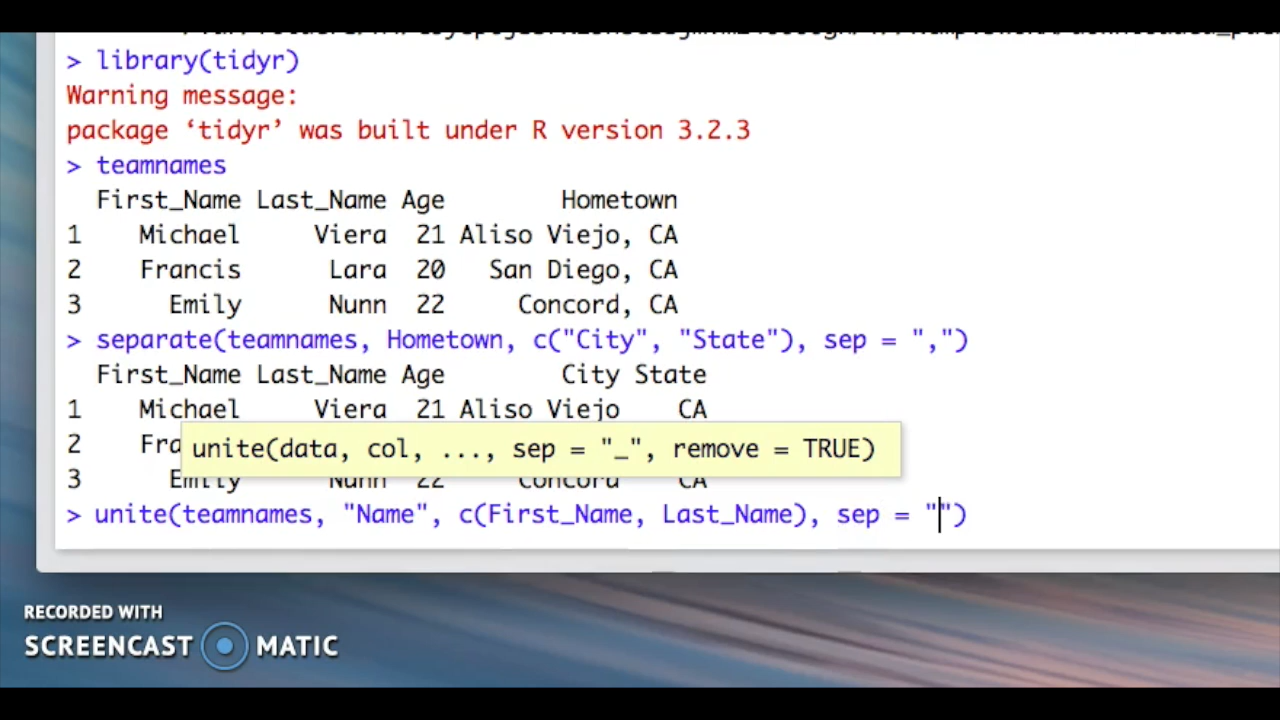 > library(tidyr)
Warning message:
package ‘tidyr’ was built under R version 3.2.3
> teamnames
First_Name Last_Name Age Hometown
1 Michael Viera 21 Aliso Viejo, CA
2 Francis Lara 20 San Diego, CA
3 Emily Nunn 22 Concord, CA
> separate(teamnames, Hometown, c("City", "State"), sep = ",")
First_Name Last_Name Age City State
1 Michael Viera 21 Aliso Viejo CA
2 Fra
unite(data, col, ..., sep = "_", remove = TRUE)
3 Emily Nunn 22 Concord CA
> unite(teamnames, "Name", c(First_Name, Last_Name), sep = "")
RECORDED WITH
SCREENCAST MATIC